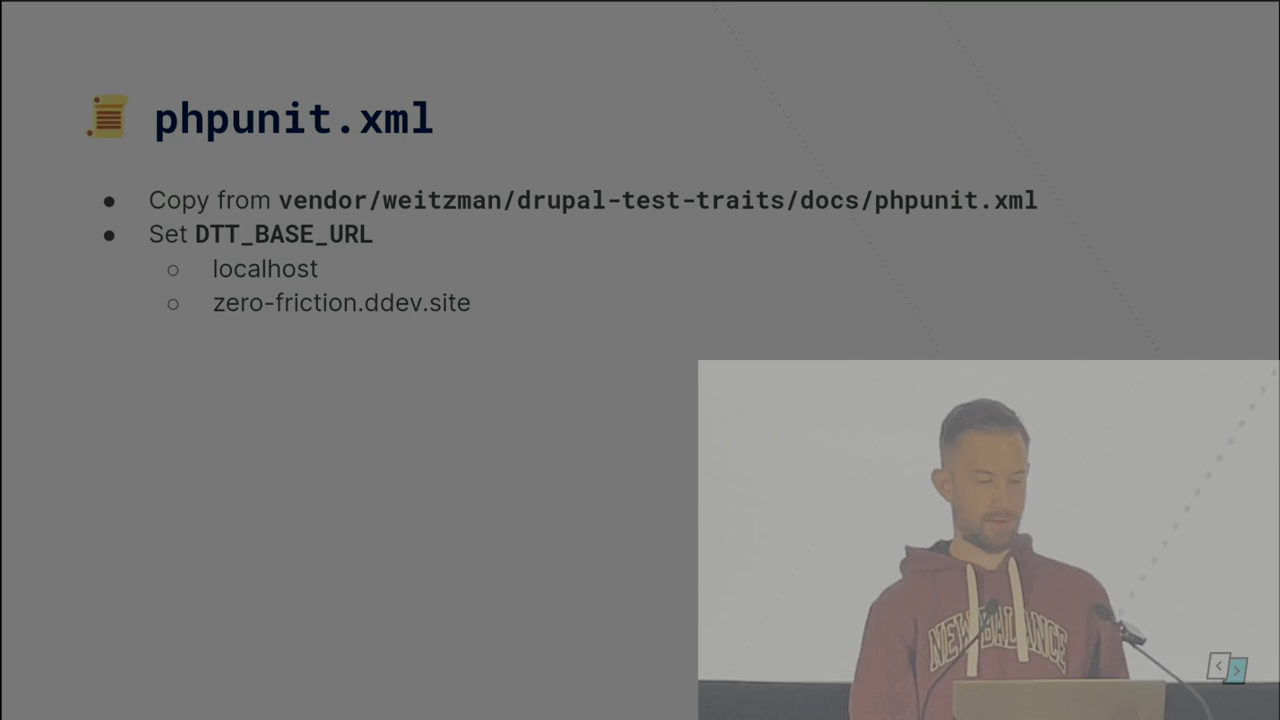 phpunit.xml
● Copy from vendor/weitzman/drupal-test-traits/docs/phpunit.xml
● Set DTT_BASE_URL
○ localhost
○ zero-friction.ddev.site
NEW BALANCE